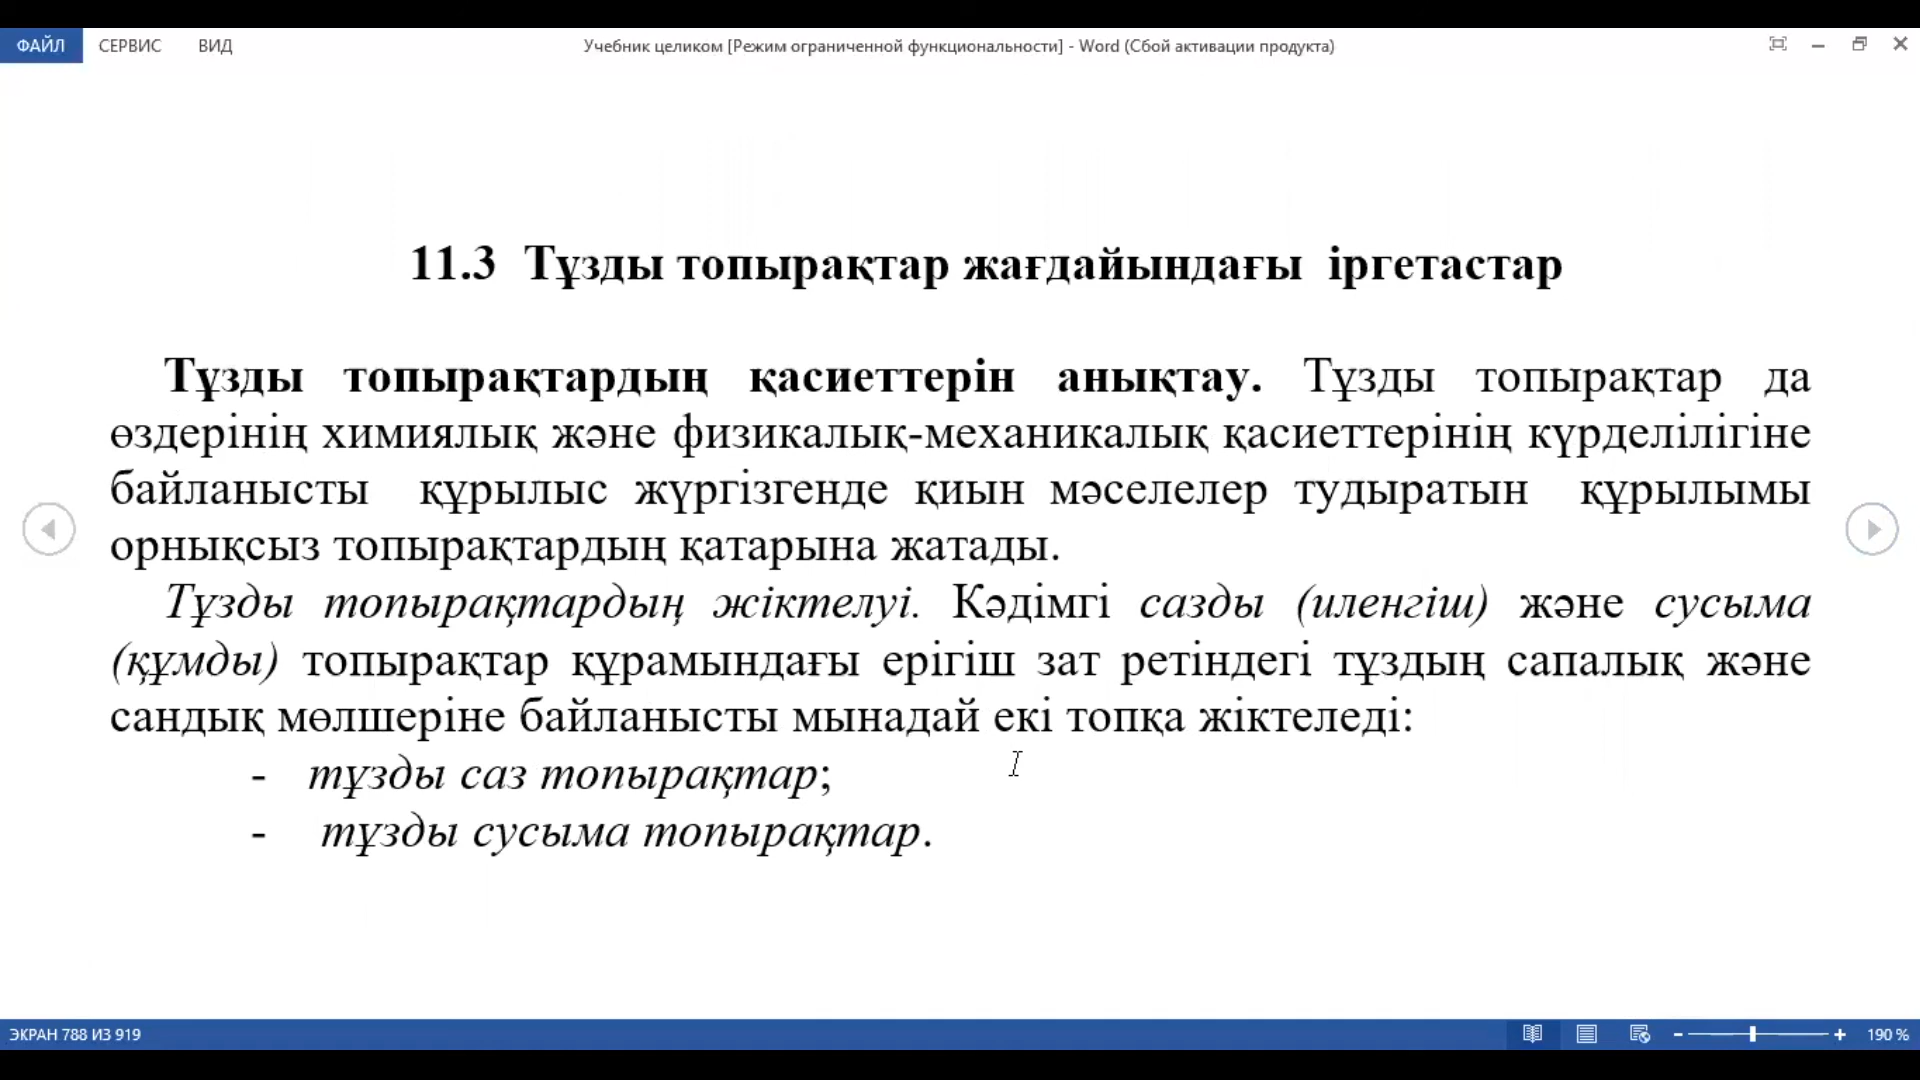 ФАЙЛ СЕРВИС ВИД Учебник целиком [Режим ограниченной функциональности] - Word (Сбой активации продукта)
11.3 Тұзды топырақтар жағдайындағы іргетастар
Тұзды топырақтардың қасиеттерін анықтау. Тұзды топырақтар да
өздерінің химиялық және физикалық-механикалық қасиеттерінің күрделілігіне
байланысты құрылыс жүргізгенде қиын мәселелер тудыратын құрылымы
орнықсыз топырақтардың қатарына жатады.
Тұзды топырақтардың жіктелуі. Кәдімгі сазды (иленгіш) және сусыма
(құмды) топырақтар құрамындағы ерігіш зат ретіндегі тұздың сапалық және
сандық мөлшеріне байланысты мынадай екі топқа жіктеледі:
- тұзды саз топырақтар;
- тұзды сусыма топырақтар.
ЭКРАН 788 ИЗ 919 190 %